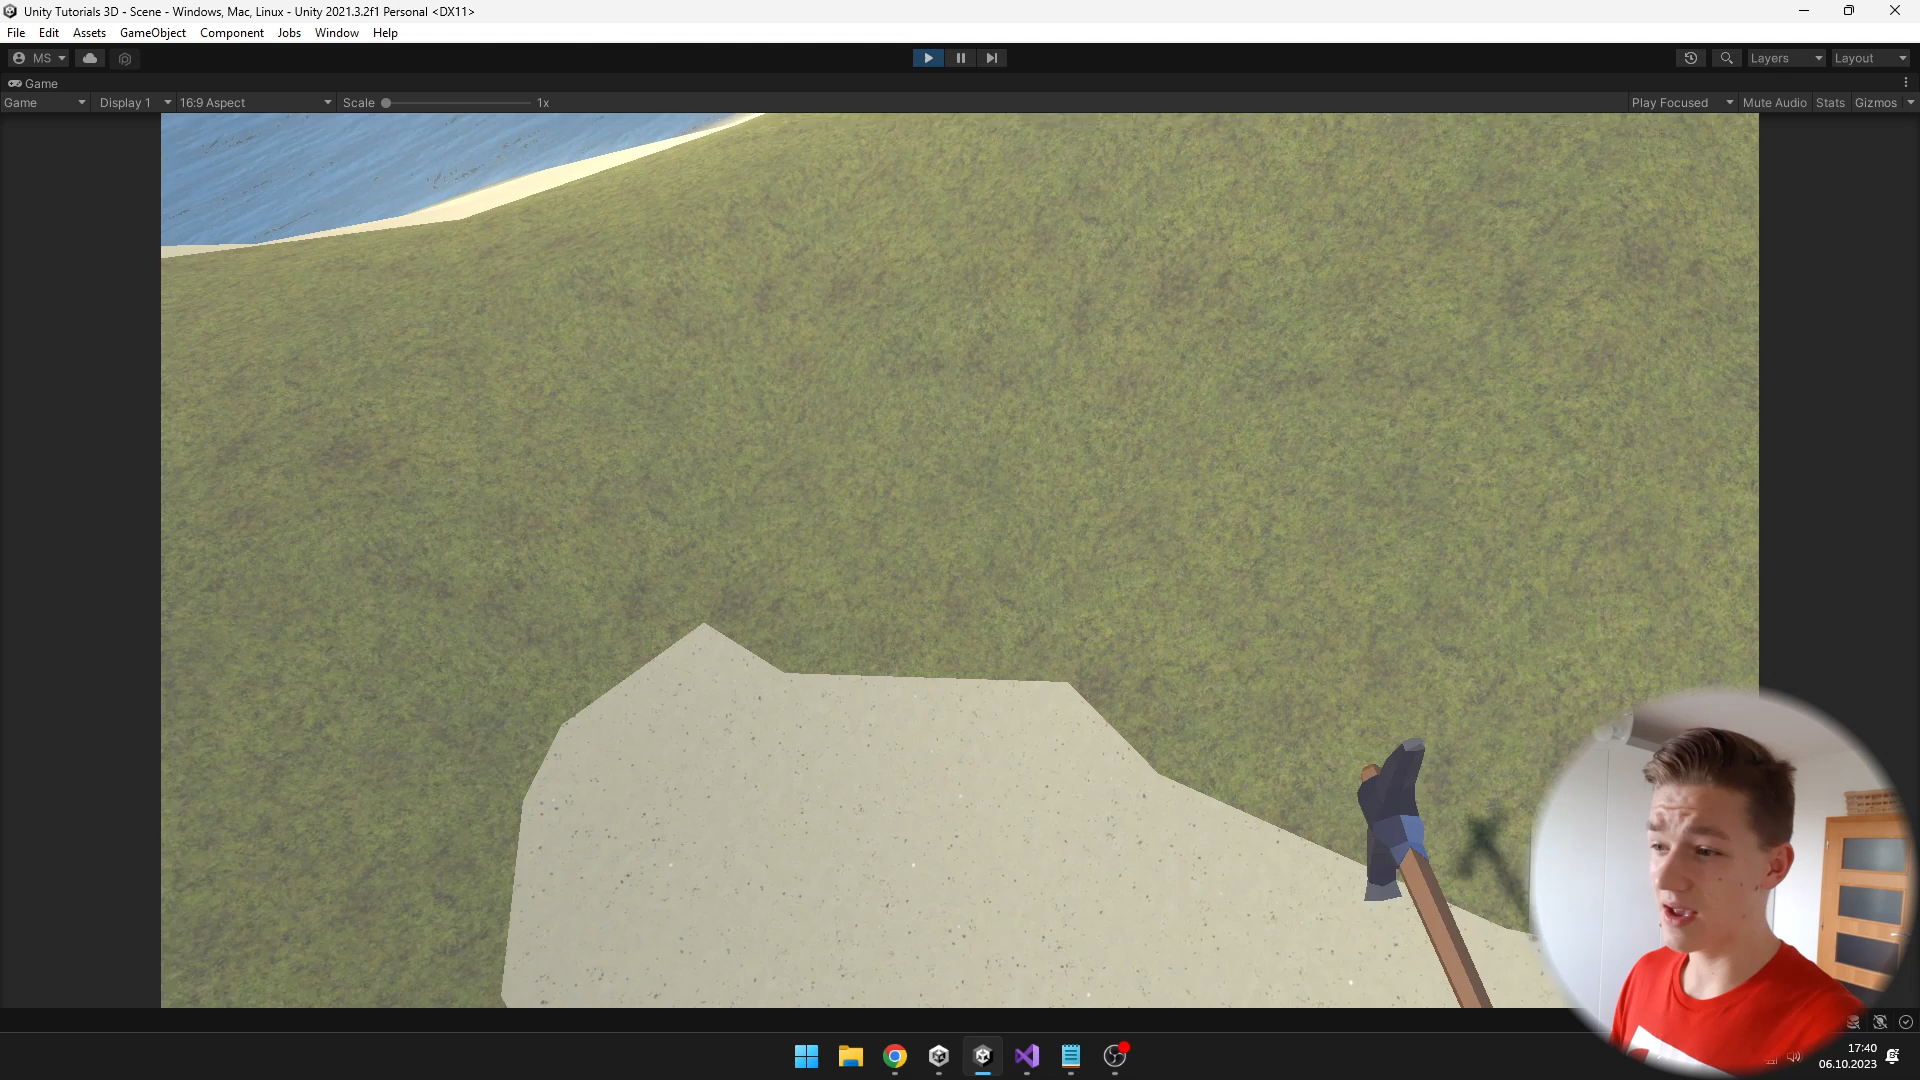 Unity Tutorials 3D - Scene - Windows, Mac, Linux - Unity 2021.3.2f1 Personal <DX11>
File Edit Assets GameObject Component Jobs Window Help
MS Layers Layout
Game
Game Display 1 16:9 Aspect Scale 1x Play Focused Mute Audio Stats Gizmos
17:40
06.10.2023